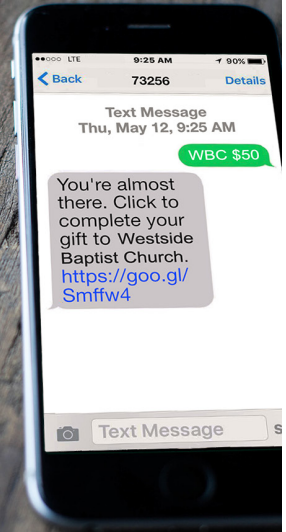 LTE 9:25 AM 90%
Back 73256 Details
Text Message
Thu, May 12, 9:25 AM
WBC $50
You're almost
there. Click to
complete your
gift to Westside
Baptist Church.
https://goo.gl/
Smffw4
Text Message S